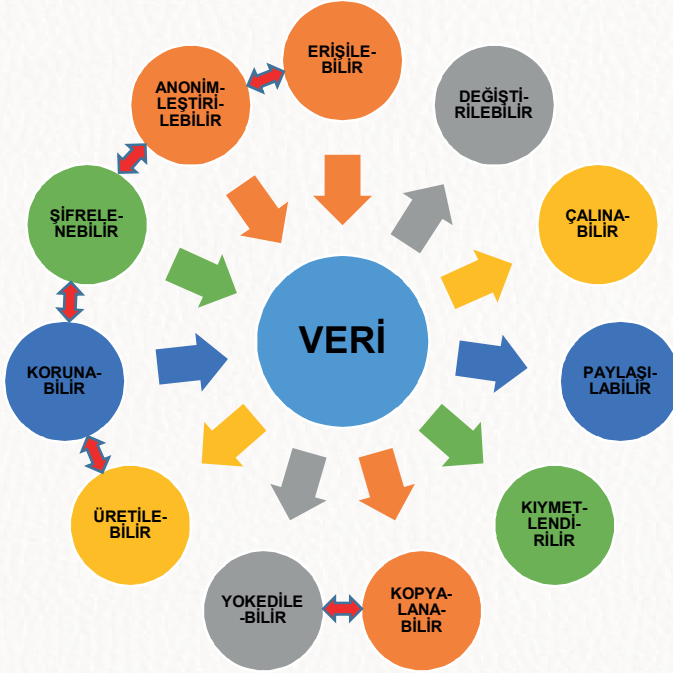 ERİŞİLE-
BİLİR
DEĞİŞTİ-
RİLEBİLİR
ÇALINA-
BİLİR
PAYLAŞI-
LABİLİR
KIYMET-
LENDİ-
RİLİR
KOPYA-
LANA-
BİLİR
YOKEDİLE
-BİLİR
ÜRETİLE-
BİLİR
KORUNA-
BİLİR
ŞİFRELE-
NEBİLİR
ANONİM-
LEŞTİRİ-
LEBİLİR
VERİ